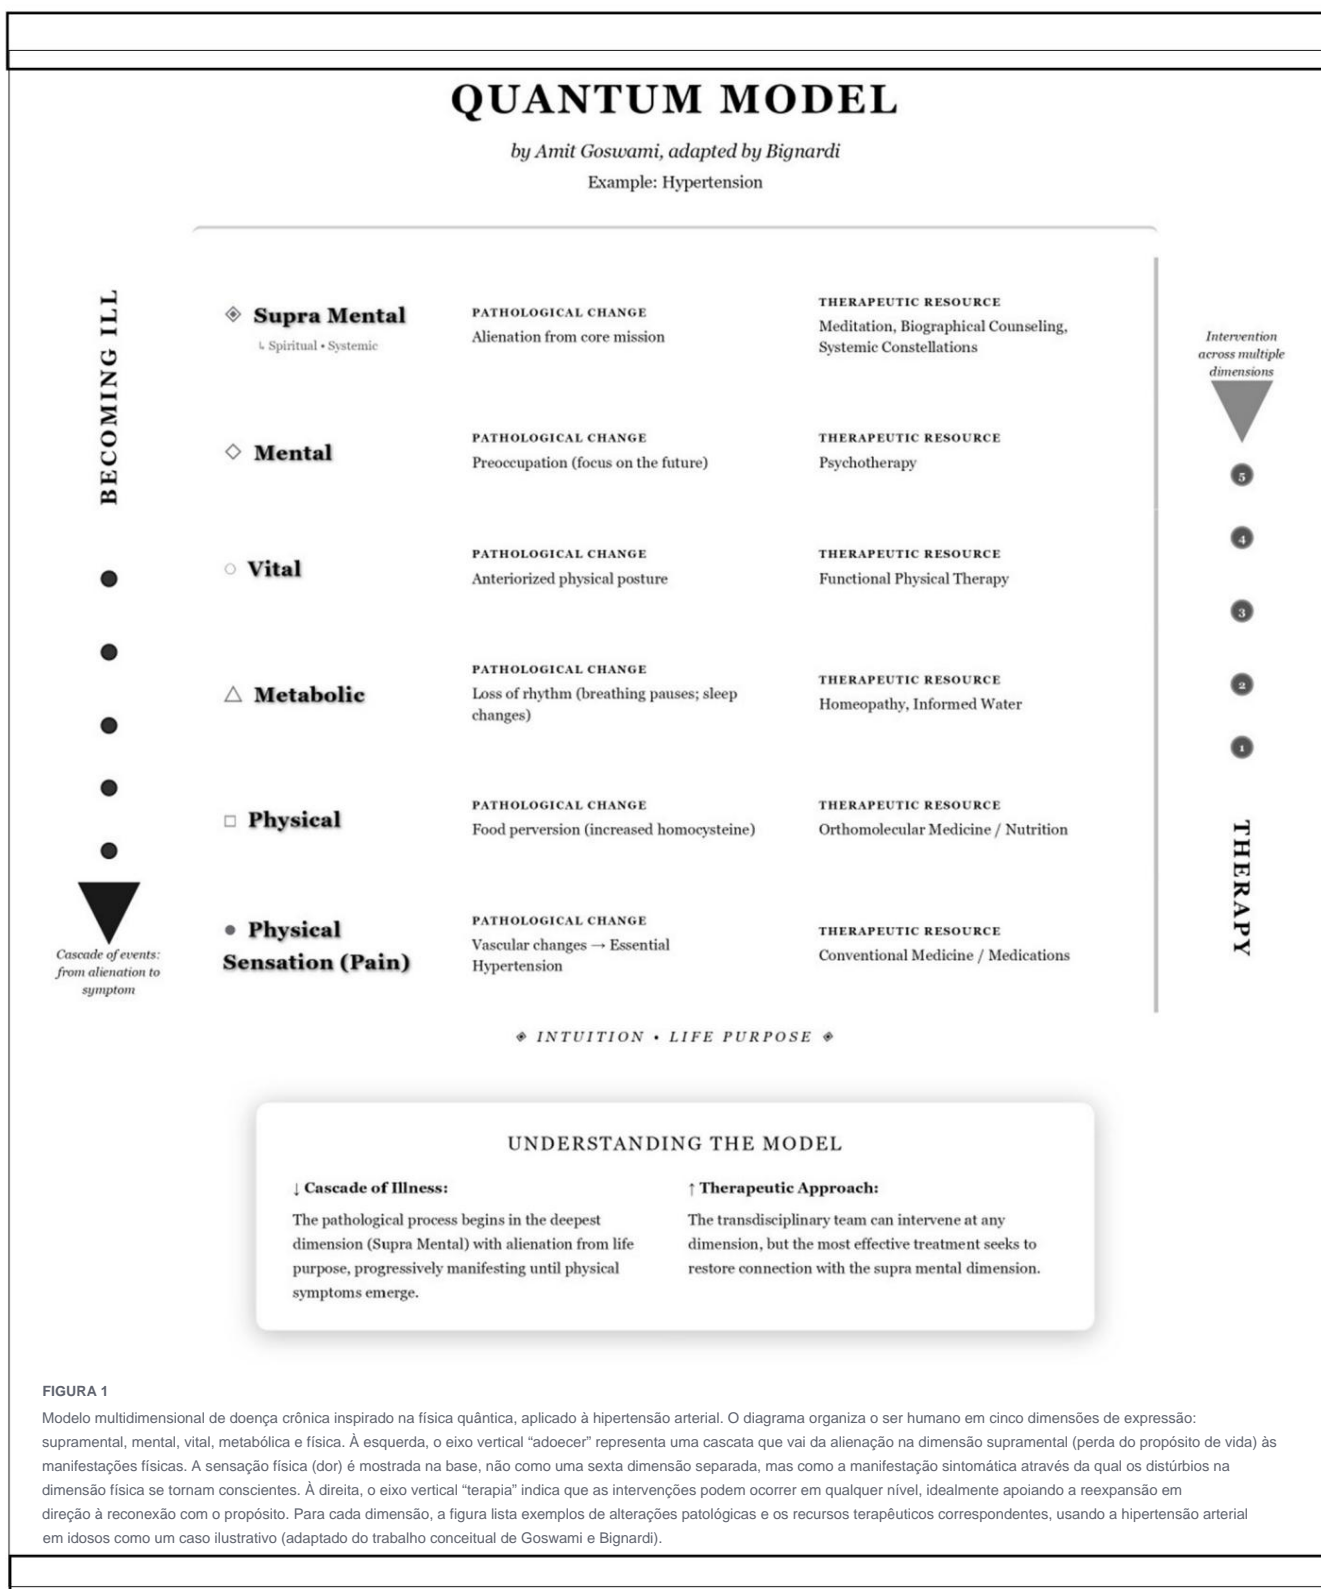 QUANTUM MODEL
by Amit Goswami, adapted by Bignardi
Example: Hypertension
BECOMING ILL
Cascade of events:
from alienation to
symptom
◈ Supra Mental
↳ Spiritual • Systemic
PATHOLOGICAL CHANGE
Alienation from core mission
THERAPEUTIC RESOURCE
Meditation, Biographical Counseling,
Systemic Constellations
◇ Mental
PATHOLOGICAL CHANGE
Preoccupation (focus on the future)
THERAPEUTIC RESOURCE
Psychotherapy
○ Vital
PATHOLOGICAL CHANGE
Anteriorized physical posture
THERAPEUTIC RESOURCE
Functional Physical Therapy
△ Metabolic
PATHOLOGICAL CHANGE
Loss of rhythm (breathing pauses; sleep
changes)
THERAPEUTIC RESOURCE
Homeopathy, Informed Water
□ Physical
PATHOLOGICAL CHANGE
Food perversion (increased homocysteine)
THERAPEUTIC RESOURCE
Orthomolecular Medicine / Nutrition
● Physical
Sensation (Pain)
PATHOLOGICAL CHANGE
Vascular changes → Essential
Hypertension
THERAPEUTIC RESOURCE
Conventional Medicine / Medications
Intervention
across multiple
dimensions
5
4
3
2
1
THERAPY
◈ INTUITION • LIFE PURPOSE ◈
UNDERSTANDING THE MODEL
↓ Cascade of Illness:
The pathological process begins in the deepest
dimension (Supra Mental) with alienation from life
purpose, progressively manifesting until physical
symptoms emerge.
↑ Therapeutic Approach:
The transdisciplinary team can intervene at any
dimension, but the most effective treatment seeks to
restore connection with the supra mental dimension.
FIGURA 1
Modelo multidimensional de doença crônica inspirado na física quântica, aplicado à hipertensão arterial. O diagrama organiza o ser humano em cinco dimensões de expressão:
supramental, mental, vital, metabólica e física. À esquerda, o eixo vertical “adoecer” representa uma cascata que vai da alienação na dimensão supramental (perda do propósito de vida) às
manifestações físicas. A sensação física (dor) é mostrada na base, não como uma sexta dimensão separada, mas como a manifestação sintomática através da qual os distúrbios na
dimensão física se tornam conscientes. À direita, o eixo vertical “terapia” indica que as intervenções podem ocorrer em qualquer nível, idealmente apoiando a reexpansão em
direção à reconexão com o propósito. Para cada dimensão, a figura lista exemplos de alterações patológicas e os recursos terapêuticos correspondentes, usando a hipertensão arterial
em idosos como um caso ilustrativo (adaptado do trabalho conceitual de Goswami e Bignardi).